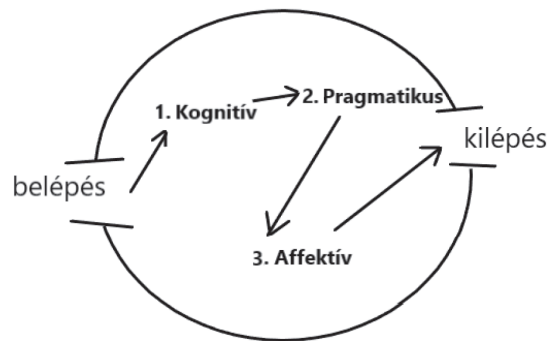 1. Kognitív
2. Pragmatikus
belépés
kilépés
3. Affektív